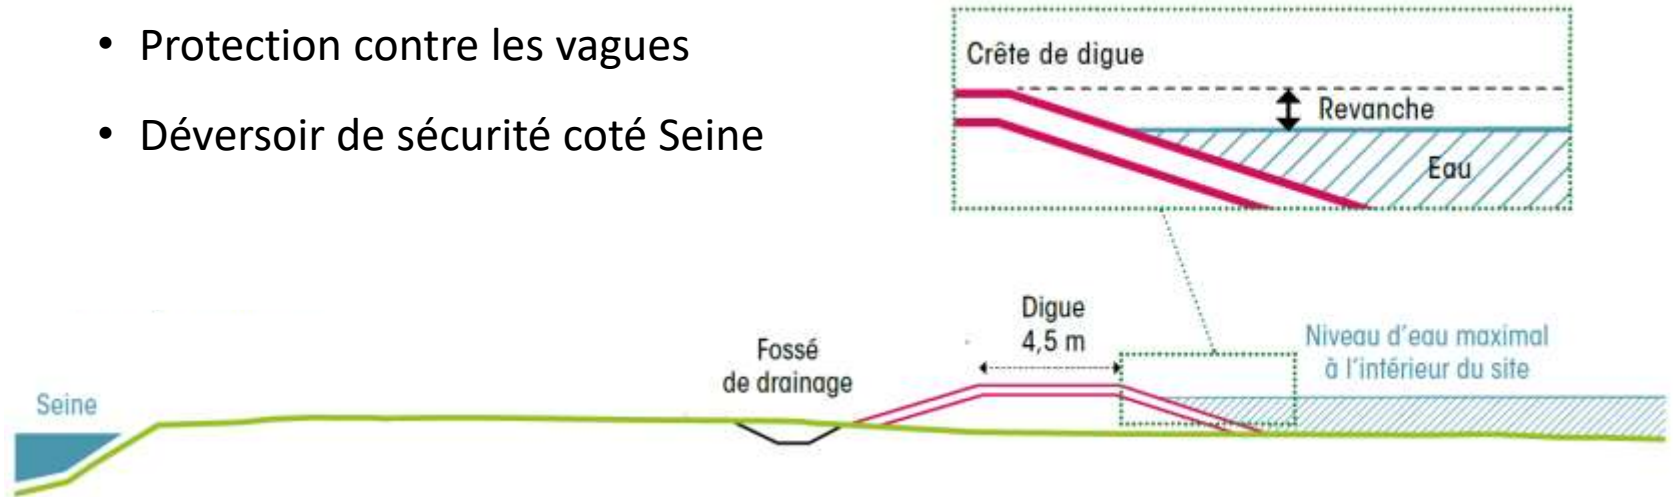 • Protection contre les vagues
• Déversoir de sécurité coté Seine
Crête de digue
Revanche
Eau
Digue
4,5 m
Fossé
de drainage
Niveau d'eau maximal
à l'intérieur du site
Seine